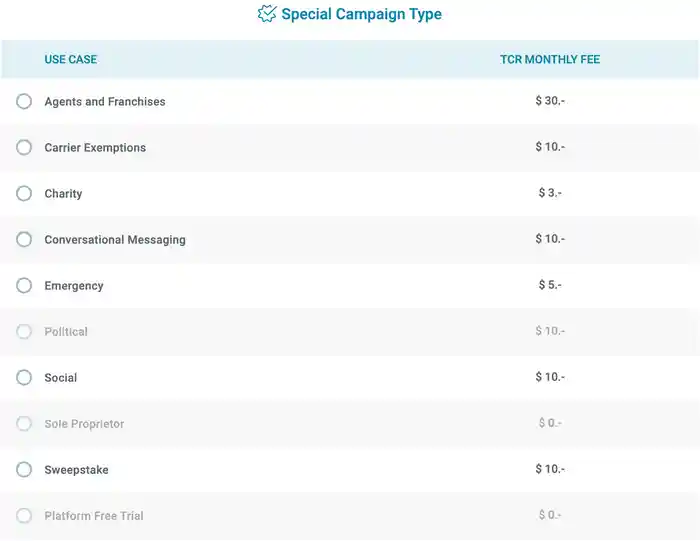 Special Campaign Type
USE CASE TCR MONTHLY FEE
Agents and Franchises $ 30.-
Carrier Exemptions $ 10.-
Charity $ 3.-
Conversational Messaging $ 10.-
Emergency $ 5.-
Political $ 10.-
Social $ 10.-
Sole Proprietor $ 0.-
Sweepstake $ 10.-
Platform Free Trial $ 0.-